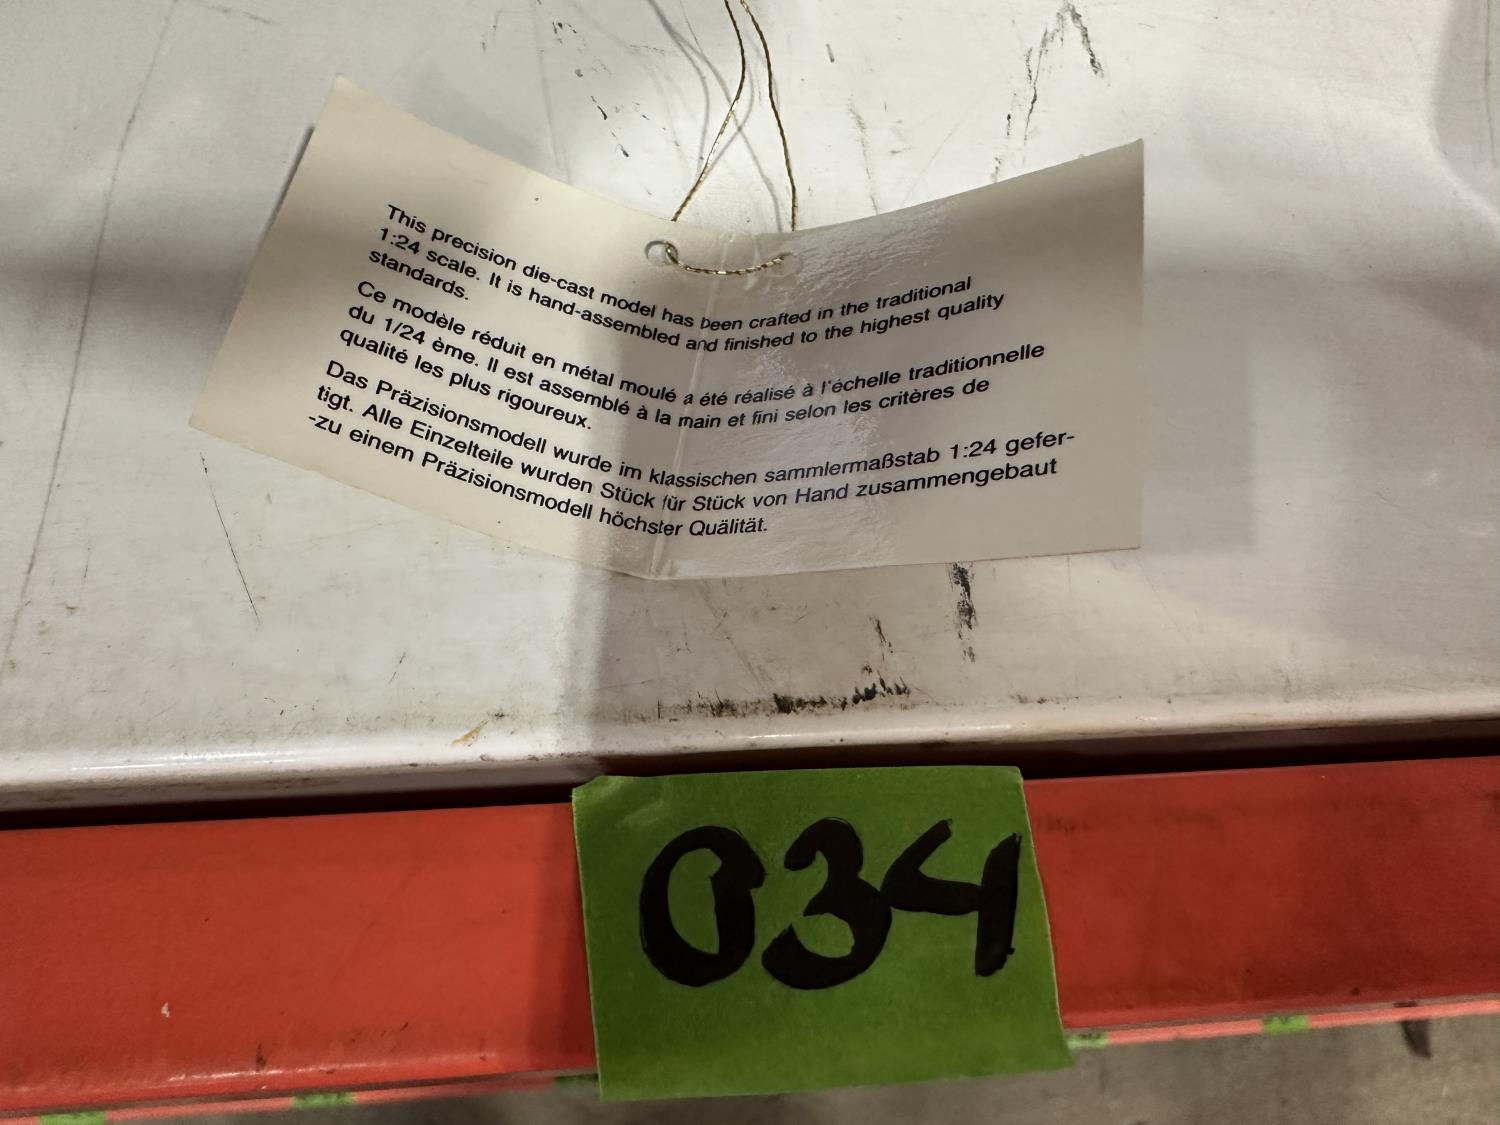 This precision die-cast model has been crafted in the traditional
1:24 scale. It is hand-assembled and finished to the highest quality
standards.
Ce modèle réduit en métal moulé a été réalisé à l'échelle traditionnelle
du 1/24 ème. Il est assemblé à la main et fini selon les critères de
qualité les plus rigoureux.
Das Präzisionsmodell wurde im klassischen sammlermaßstab 1:24 gefer-
tigt. Alle Einzelteile wurden Stück für Stück von Hand zusammengebaut
-zu einem Präzisionsmodell höchster Quälität.
034